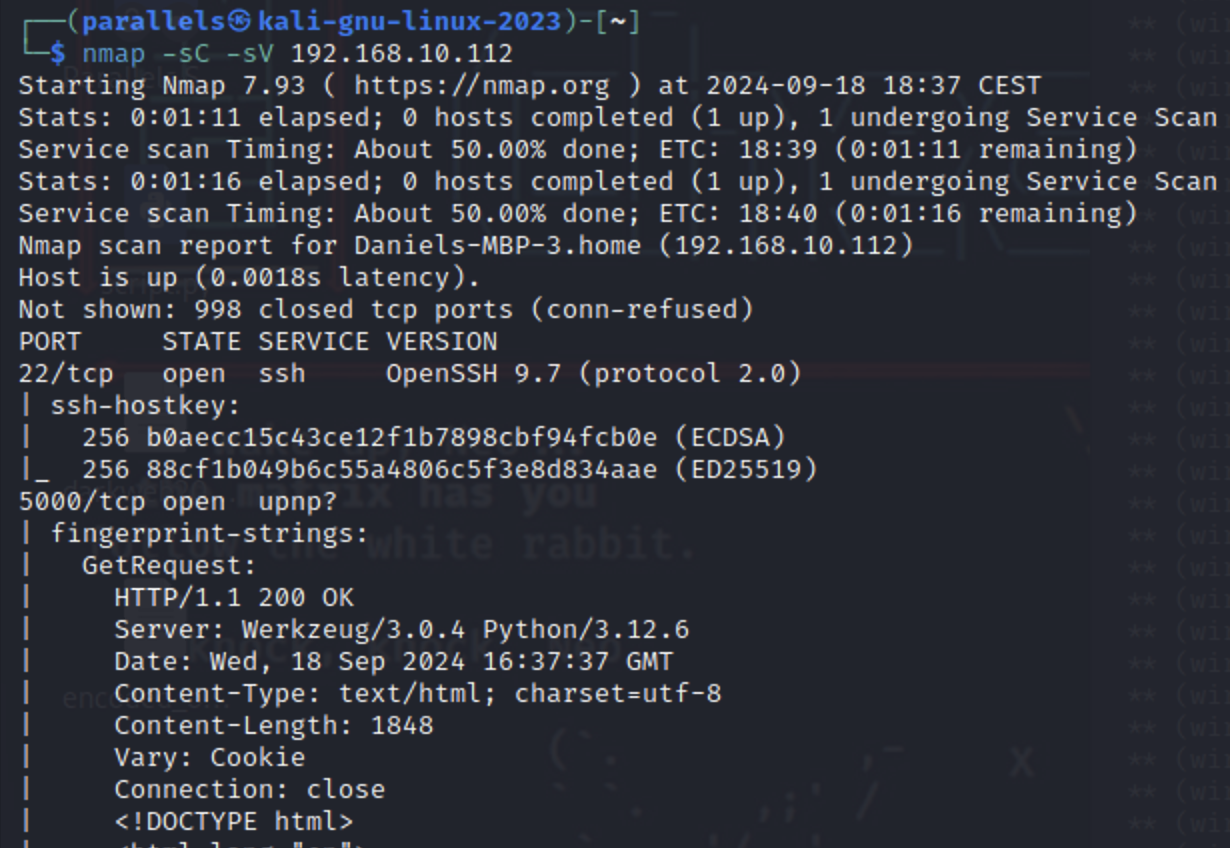 ┌──(parallels㉿kali-gnu-linux-2023)-[~]
└─$ nmap -sC -sV 192.168.10.112
Starting Nmap 7.93 ( https://nmap.org ) at 2024-09-18 18:37 CEST
Stats: 0:01:11 elapsed; 0 hosts completed (1 up), 1 undergoing Service Scan
Service scan Timing: About 50.00% done; ETC: 18:39 (0:01:11 remaining)
Stats: 0:01:16 elapsed; 0 hosts completed (1 up), 1 undergoing Service Scan
Service scan Timing: About 50.00% done; ETC: 18:40 (0:01:16 remaining)
Nmap scan report for Daniels-MBP-3.home (192.168.10.112)
Host is up (0.0018s latency).
Not shown: 998 closed tcp ports (conn-refused)
PORT     STATE SERVICE VERSION
22/tcp   open  ssh     OpenSSH 9.7 (protocol 2.0)
| ssh-hostkey:
|   256 b0aecc15c43ce12f1b7898cbf94fcb0e (ECDSA)
|_  256 88cf1b049b6c55a4806c5f3e8d834aae (ED25519)
5000/tcp open  upnp?
| fingerprint-strings:
|   GetRequest:
|     HTTP/1.1 200 OK
|     Server: Werkzeug/3.0.4 Python/3.12.6
|     Date: Wed, 18 Sep 2024 16:37:37 GMT
|     Content-Type: text/html; charset=utf-8
|     Content-Length: 1848
|     Vary: Cookie
|     Connection: close
|     <!DOCTYPE html>
matrix has you
the white rabbit.